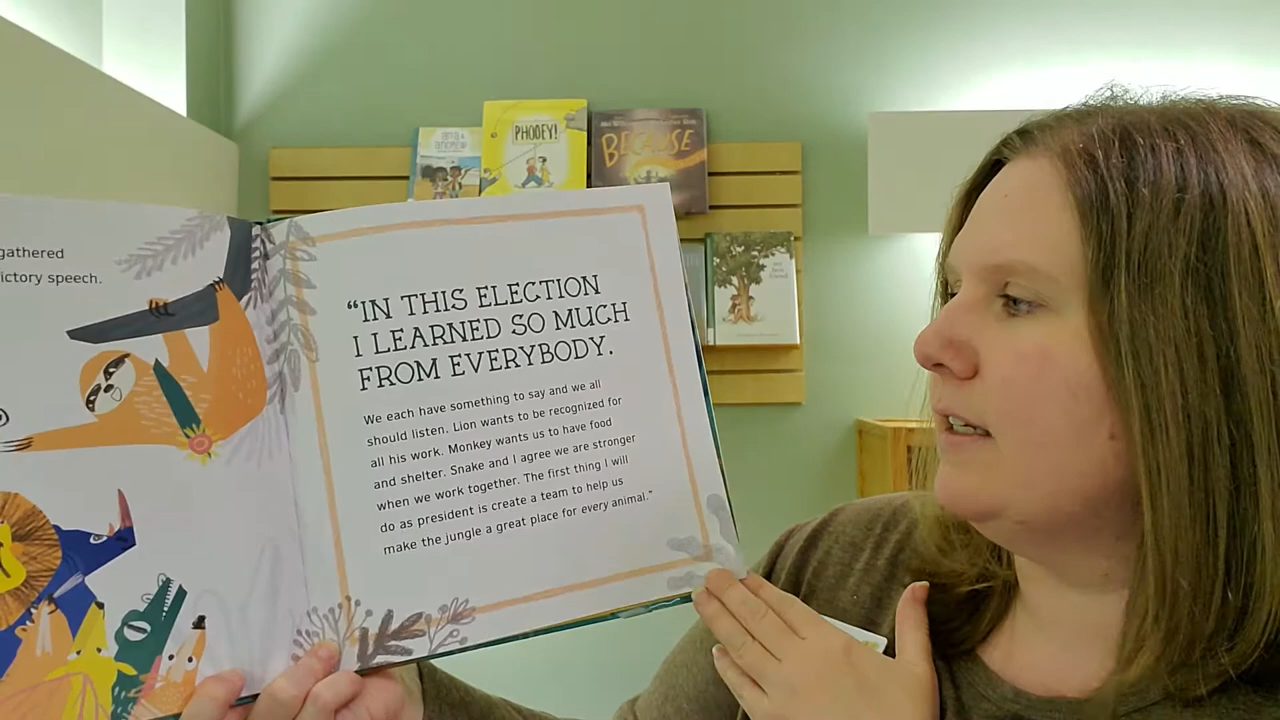 gathered
ictory speech.
“IN THIS ELECTION
I LEARNED SO MUCH
FROM EVERYBODY.
We each have something to say and we all
should listen. Lion wants to be recognized for
all his work. Monkey wants us to have food
and shelter. Snake and I agree we are stronger
when we work together. The first thing I will
do as president is create a team to help us
make the jungle a great place for every animal.”
PHOOEY!
BECAUSE